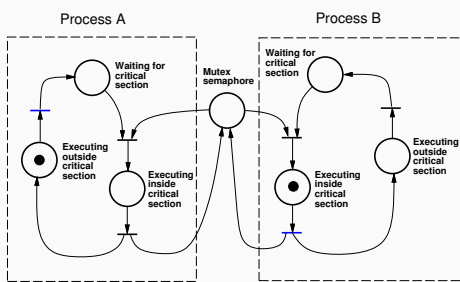 Process A
Process B
Waiting for
critical
section
Mutex
semaphore
Waiting for
critical
section
Executing
outside
critical
section
Executing
inside
critical
section
Executing
inside
critical
section
Executing
outside
critical
section